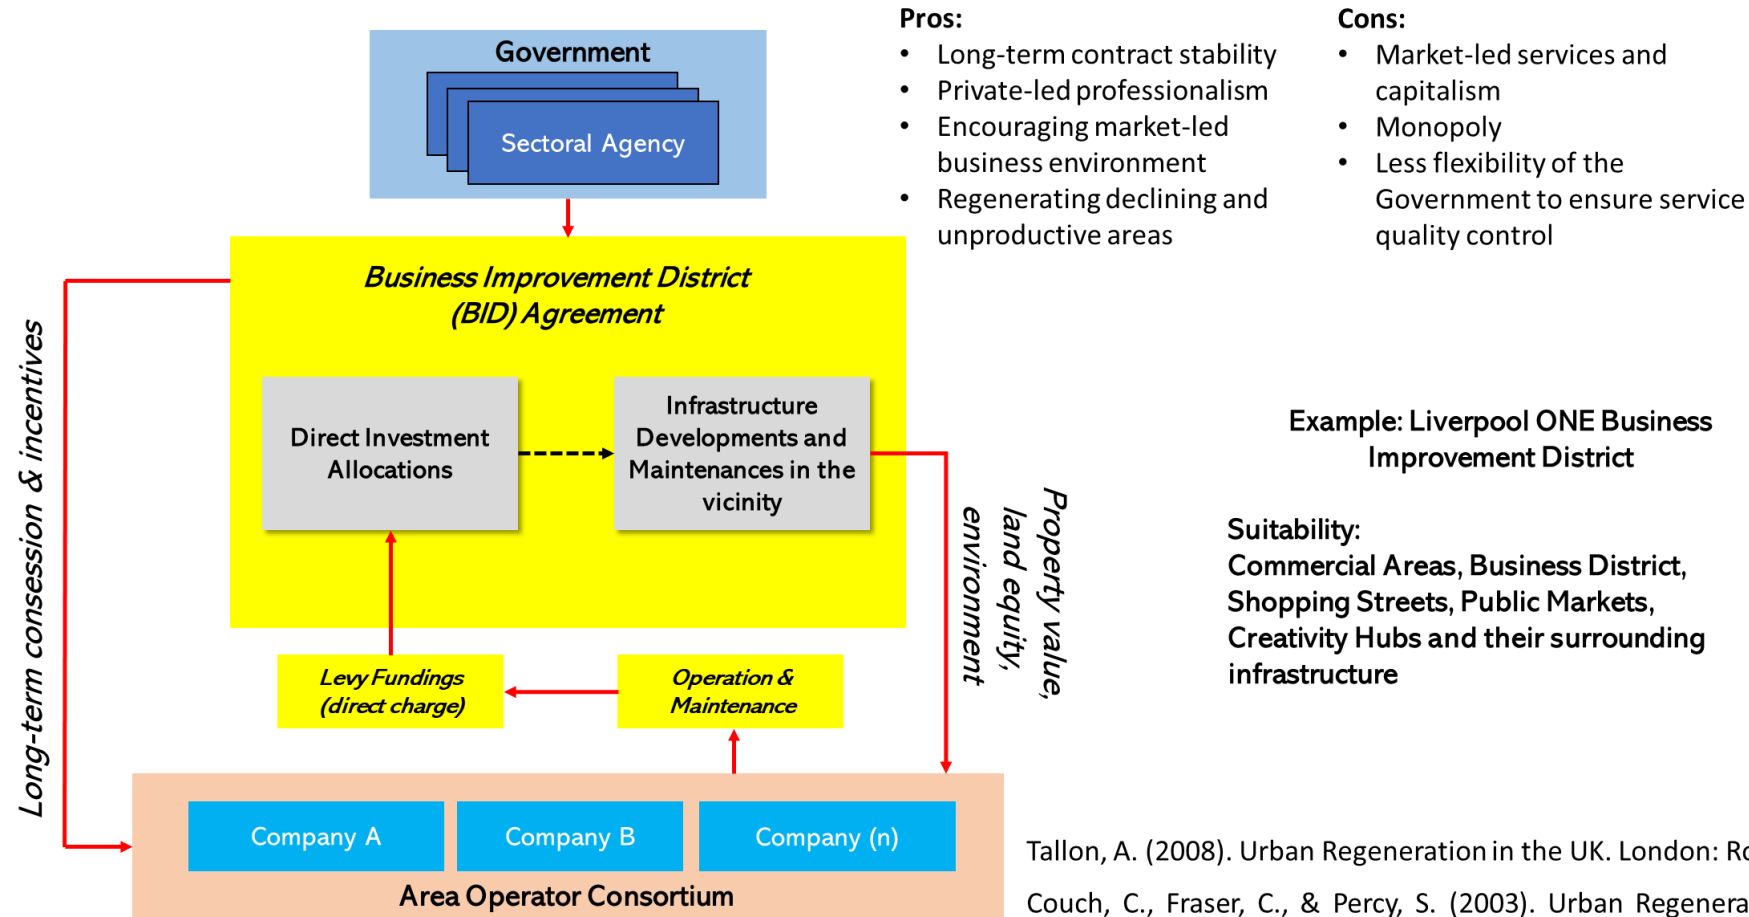 Government
Sectoral Agency
Business Improvement District
(BID) Agreement
Direct Investment
Allocations
Infrastructure
Developments and
Maintenances in the
vicinity
Levy Fundings
(direct charge)
Operation &
Maintenance
Company A
Company B
Company (n)
Area Operator Consortium
Long-term consession & incentives
Property value,
land equity,
environment
Pros:
• Long-term contract stability
• Private-led professionalism
• Encouraging market-led
business environment
• Regenerating declining and
unproductive areas
Cons:
• Market-led services and
capitalism
• Monopoly
• Less flexibility of the
Government to ensure service
quality control
Example: Liverpool ONE Business
Improvement District
Suitability:
Commercial Areas, Business District,
Shopping Streets, Public Markets,
Creativity Hubs and their surrounding
infrastructure
Tallon, A. (2008). Urban Regeneration in the UK. London:
Couch, C., Fraser, C., & Percy, S. (2003). Urban